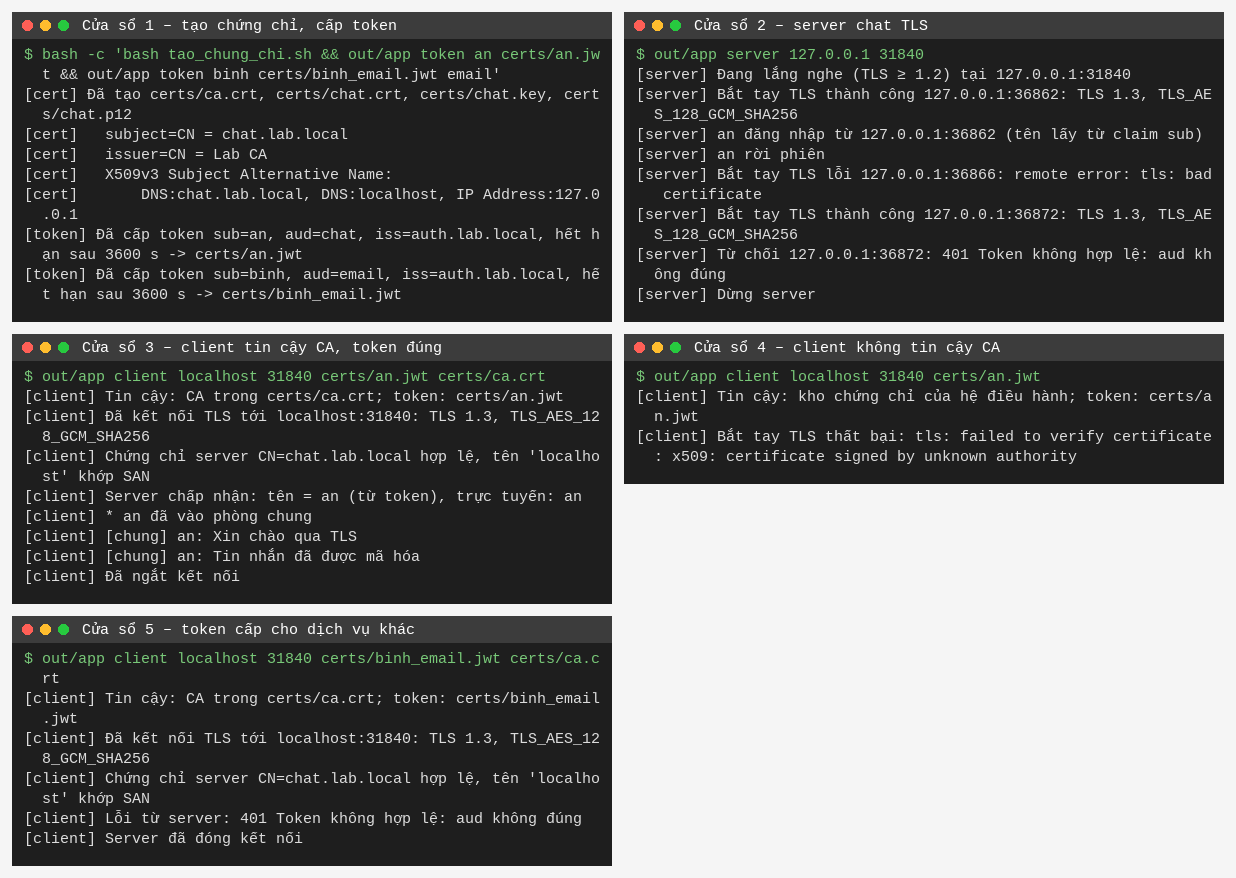 Cửa sổ 1 – tạo chứng chỉ, cấp token
$ bash -c 'bash tao_chung_chi.sh && out/app token an certs/an.jw
t && out/app token binh certs/binh_email.jwt email'
[cert] Đã tạo certs/ca.crt, certs/chat.crt, certs/chat.key, cert
s/chat.p12
[cert]   subject=CN = chat.lab.local
[cert]   issuer=CN = Lab CA
[cert]   X509v3 Subject Alternative Name:
[cert]       DNS:chat.lab.local, DNS:localhost, IP Address:127.0
.0.1
[token] Đã cấp token sub=an, aud=chat, iss=auth.lab.local, hết h
ạn sau 3600 s -> certs/an.jwt
[token] Đã cấp token sub=binh, aud=email, iss=auth.lab.local, hế
t hạn sau 3600 s -> certs/binh_email.jwt
Cửa sổ 2 – server chat TLS
$ out/app server 127.0.0.1 31840
[server] Đang lắng nghe (TLS ≥ 1.2) tại 127.0.0.1:31840
[server] Bắt tay TLS thành công 127.0.0.1:36862: TLS 1.3, TLS_AE
S_128_GCM_SHA256
[server] an đăng nhập từ 127.0.0.1:36862 (tên lấy từ claim sub)
[server] an rời phiên
[server] Bắt tay TLS lỗi 127.0.0.1:36866: remote error: tls: bad
certificate
[server] Bắt tay TLS thành công 127.0.0.1:36872: TLS 1.3, TLS_AE
S_128_GCM_SHA256
[server] Từ chối 127.0.0.1:36872: 401 Token không hợp lệ: aud kh
ông đúng
[server] Dừng server
Cửa sổ 3 – client tin cậy CA, token đúng
$ out/app client localhost 31840 certs/an.jwt certs/ca.crt
[client] Tin cậy: CA trong certs/ca.crt; token: certs/an.jwt
[client] Đã kết nối TLS tới localhost:31840: TLS 1.3, TLS_AES_12
8_GCM_SHA256
[client] Chứng chỉ server CN=chat.lab.local hợp lệ, tên 'localho
st' khớp SAN
[client] Server chấp nhận: tên = an (từ token), trực tuyến: an
[client] * an đã vào phòng chung
[client] [chung] an: Xin chào qua TLS
[client] [chung] an: Tin nhắn đã được mã hóa
[client] Đã ngắt kết nối
Cửa sổ 4 – client không tin cậy CA
$ out/app client localhost 31840 certs/an.jwt
[client] Tin cậy: kho chứng chỉ của hệ điều hành; token: certs/a
n.jwt
[client] Bắt tay TLS thất bại: tls: failed to verify certificate
: x509: certificate signed by unknown authority
Cửa sổ 5 – token cấp cho dịch vụ khác
$ out/app client localhost 31840 certs/binh_email.jwt certs/ca.c
rt
[client] Tin cậy: CA trong certs/ca.crt; token: certs/binh_email
.jwt
[client] Đã kết nối TLS tới localhost:31840: TLS 1.3, TLS_AES_12
8_GCM_SHA256
[client] Chứng chỉ server CN=chat.lab.local hợp lệ, tên 'localho
st' khớp SAN
[client] Lỗi từ server: 401 Token không hợp lệ: aud không đúng
[client] Server đã đóng kết nối